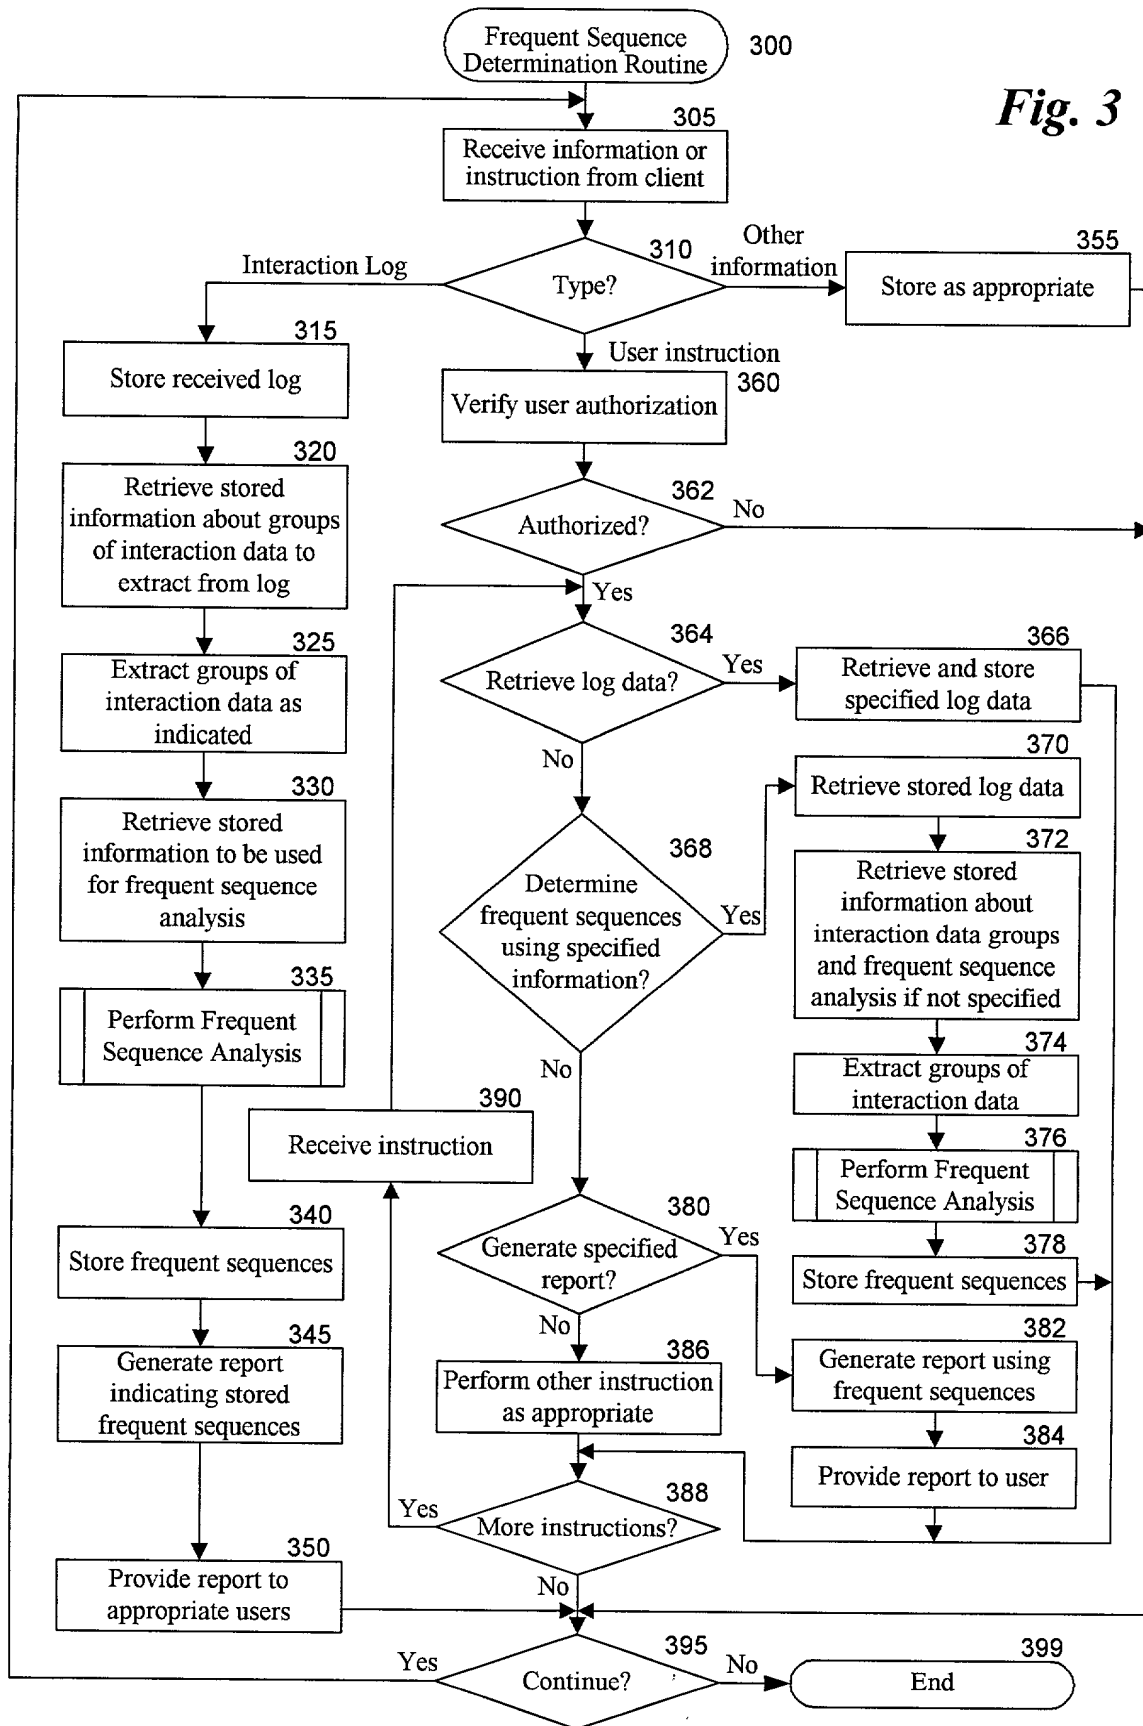 Frequent Sequence
Determination Routine
300
Fig. 3
305
Receive information or
instruction from client
310
Type?
Interaction Log
Other
information
355
Store as appropriate
User instruction
315
Store received log
360
Verify user authorization
320
Retrieve stored
information about groups
of interaction data to
extract from log
362
Authorized?
No
Yes
325
Extract groups of
interaction data as
indicated
364
Retrieve log data?
Yes
366
Retrieve and store
specified log data
No
330
Retrieve stored
information to be used
for frequent sequence
analysis
368
Determine
frequent sequences
using specified
information?
Yes
370
Retrieve stored log data
372
Retrieve stored
information about
interaction data groups
and frequent sequence
analysis if not specified
335
Perform Frequent
Sequence Analysis
No
374
Extract groups of
interaction data
390
Receive instruction
376
Perform Frequent
Sequence Analysis
340
Store frequent sequences
380
Generate specified
report?
Yes
378
Store frequent sequences
No
345
Generate report
indicating stored
frequent sequences
386
Perform other instruction
as appropriate
382
Generate report using
frequent sequences
384
Provide report to user
388
More instructions?
Yes
No
350
Provide report to
appropriate users
395
Continue?
Yes
No
399
End